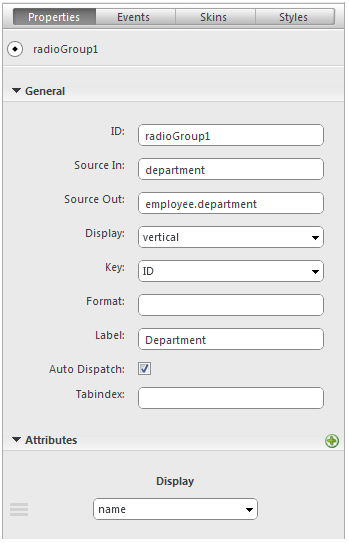 Properties Events Skins Styles
radioGroup1
General
ID: radioGroup1
Source In: department
Source Out: employee.department
Display: vertical
Key: ID
Format:
Label: Department
Auto Dispatch:
Tabindex:
Attributes
Display
name